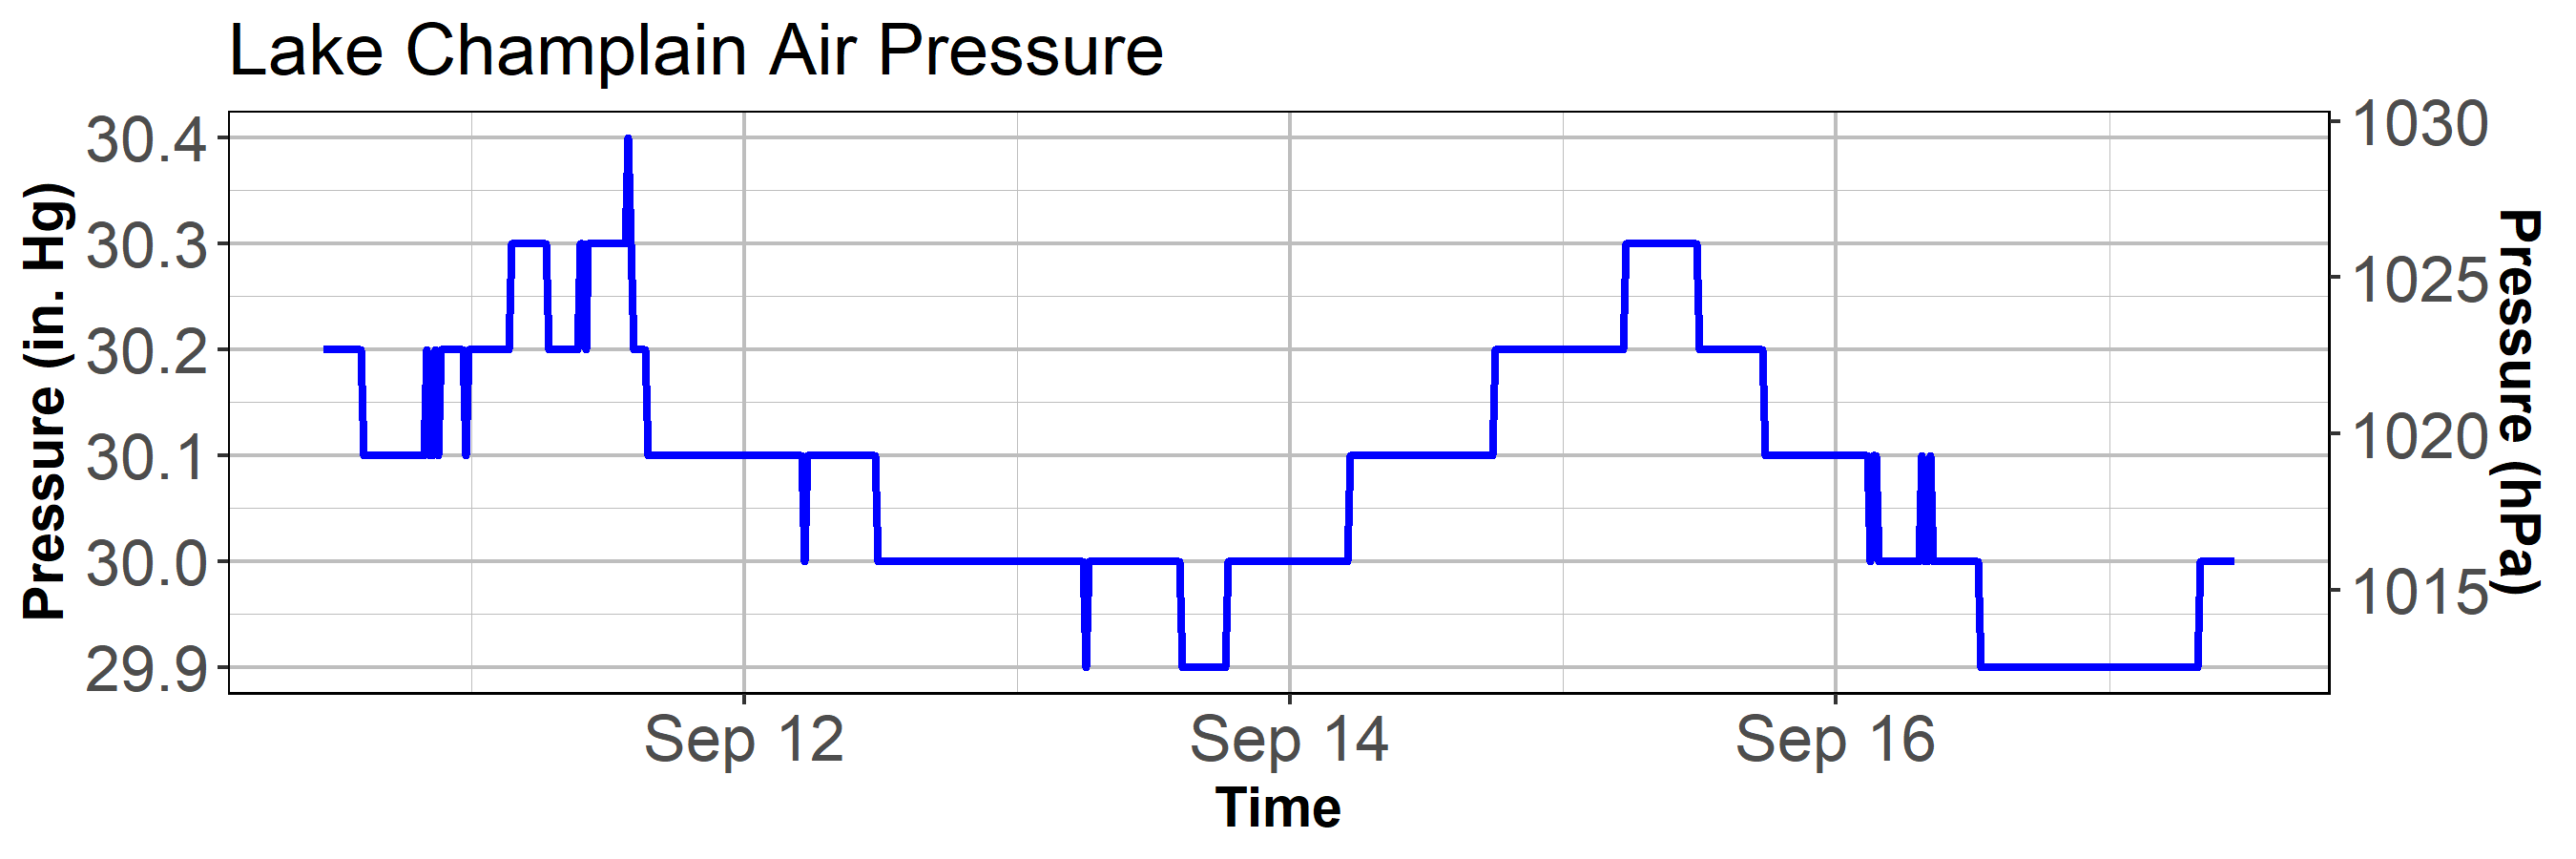 Lake Champlain Air Pressure
Pressure (in. Hg)
30.4
30.3
30.2
30.1
30.0
29.9
1030
1025
1020
1015
Pressure (hPa)
Sep 12
Sep 14
Sep 16
Time